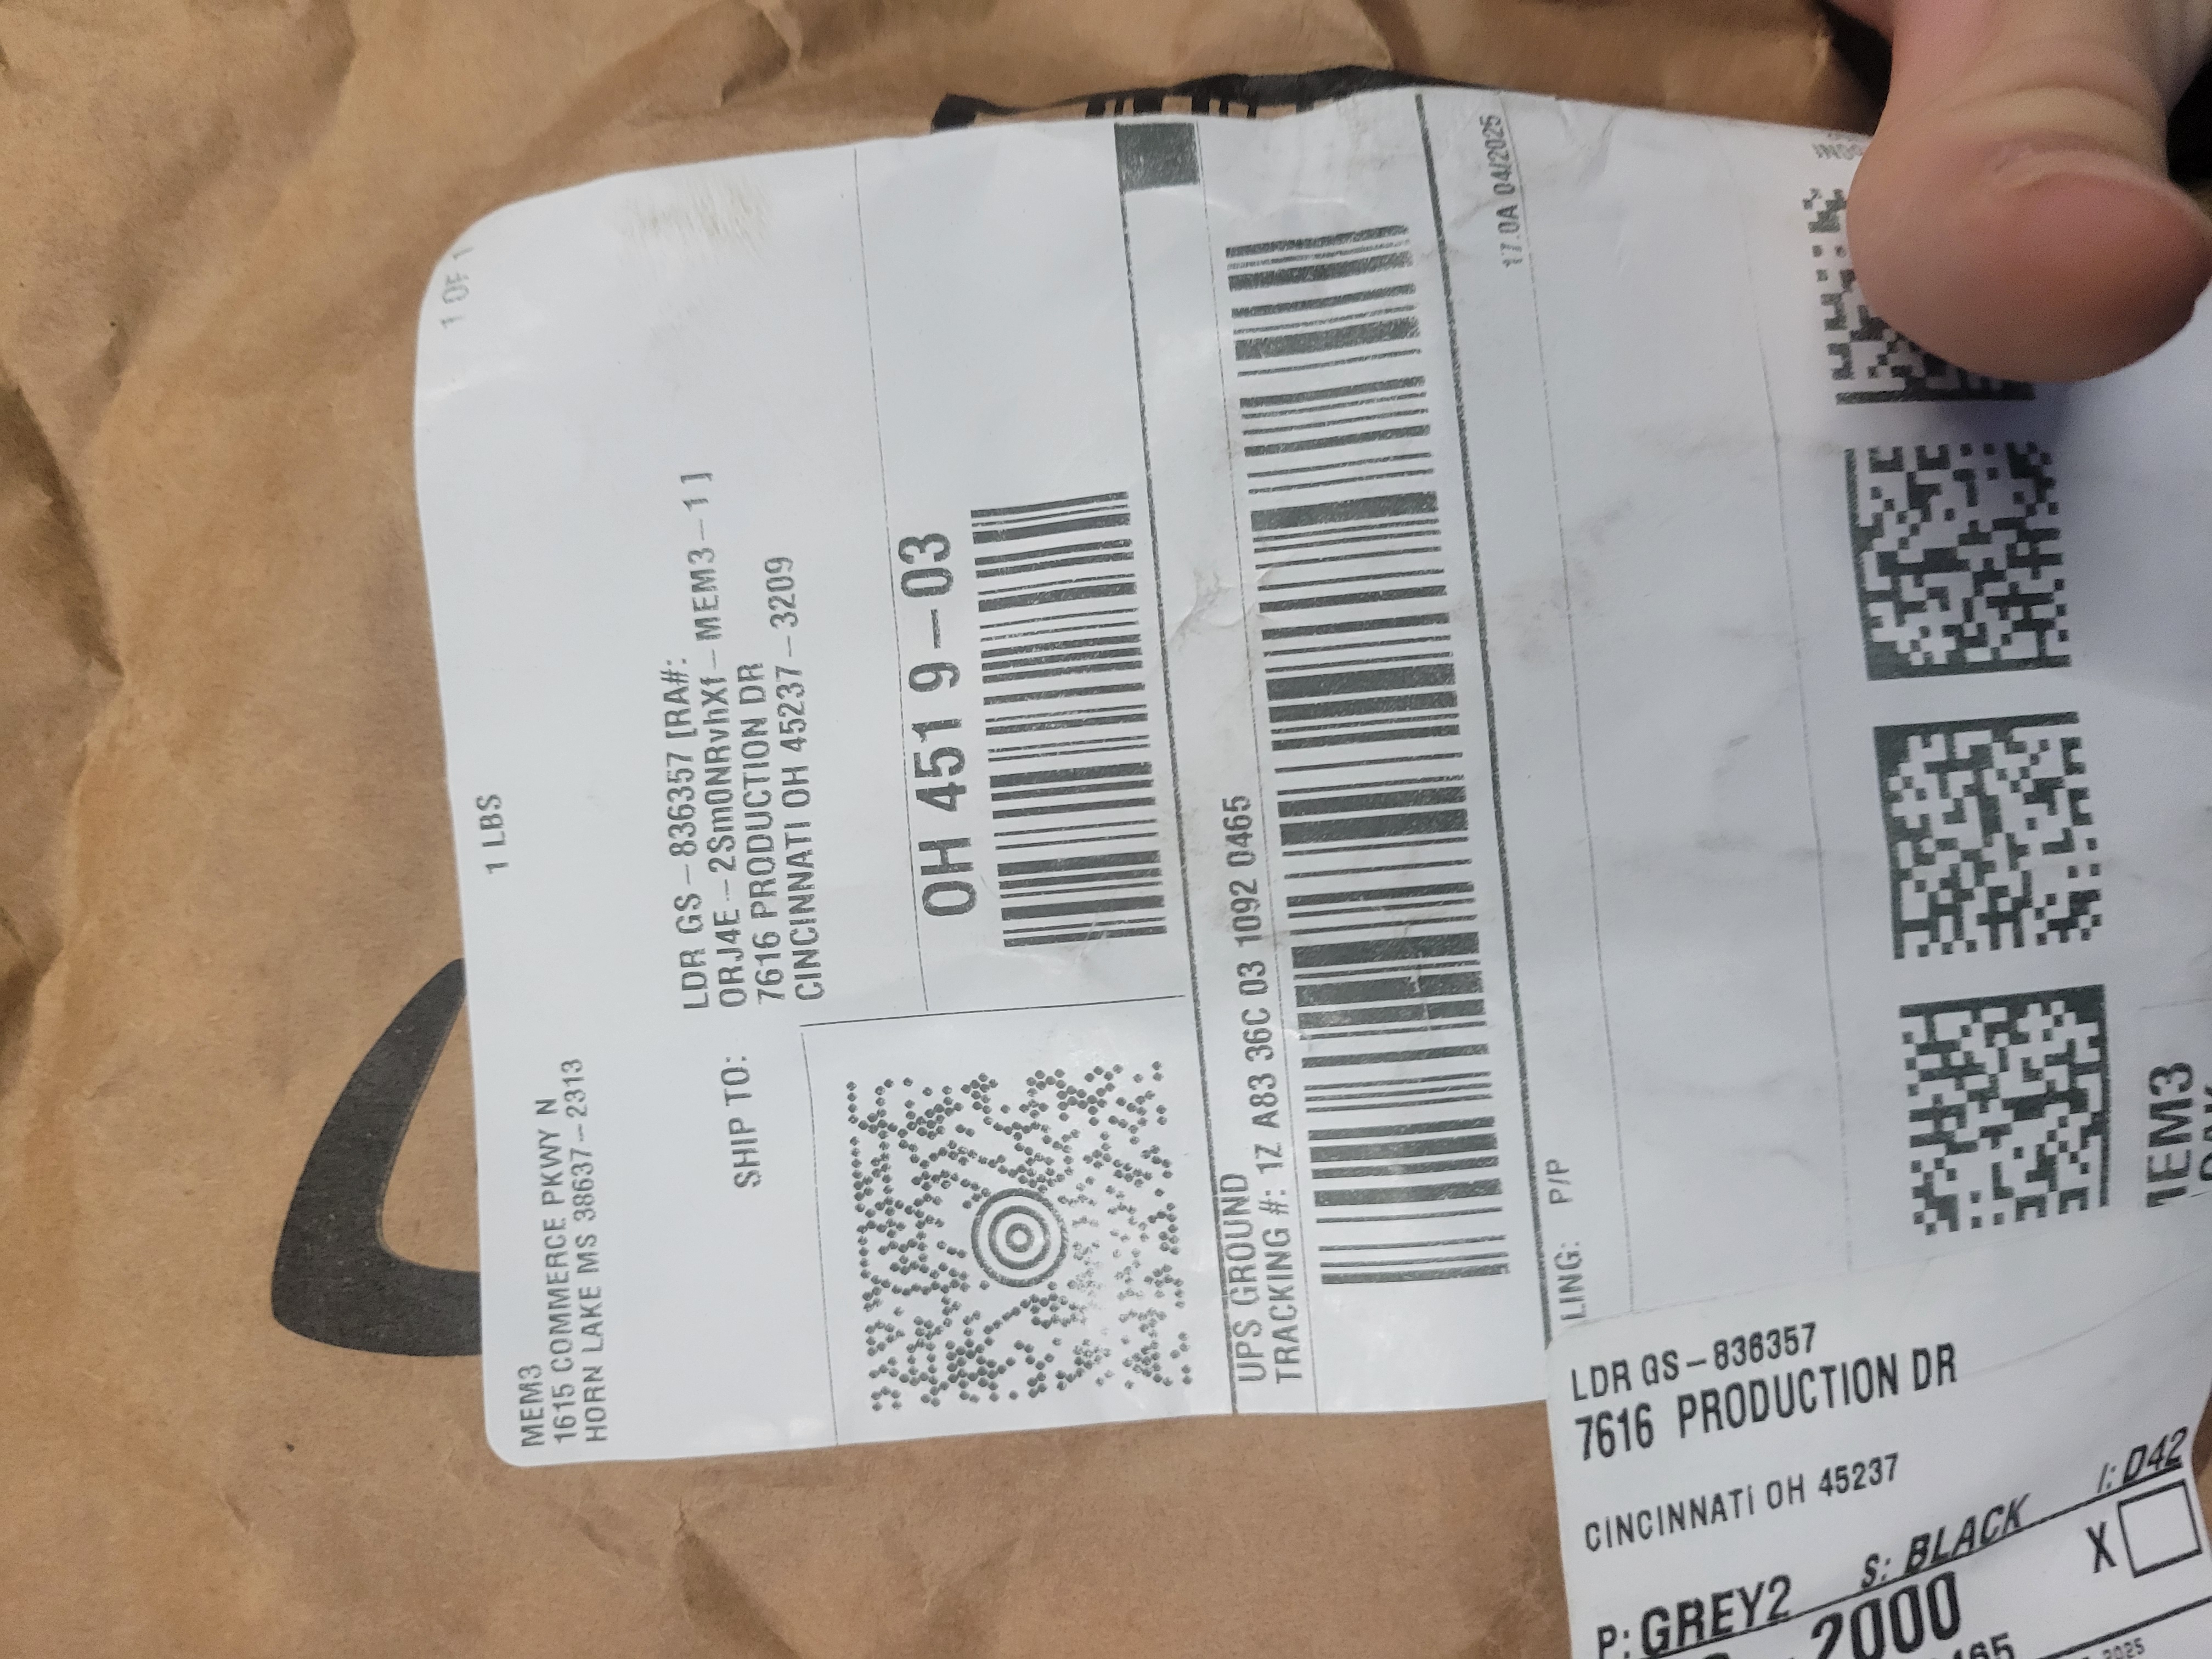 1 OF 1
1 LBS
MEM3
1615 COMMERCE PKWY N
HORN LAKE MS 38637-2313
SHIP TO:
LDR GS-836357 [RA#:
ORJ4E-2Sm0NRvhXf-MEM3-1]
7616 PRODUCTION DR
CINCINNATI OH 45237-3209
OH 451 9-03
UPS GROUND
TRACKING #: 1Z A83 36C 03 1092 0465
LING: P/P
17.0A 04/2025
1EM3
LDR GS-836357
7616 PRODUCTION DR
CINCINNATI OH 45237
P: GREY2 S: BLACK I: D42
2000
X
465
2025